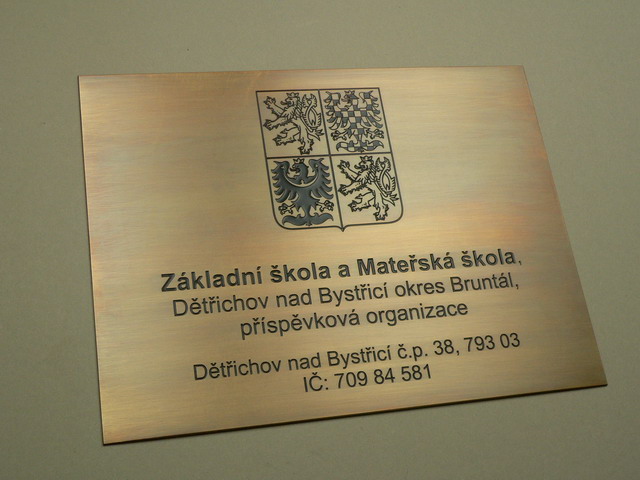 Základní škola a Mateřská škola,
Dětřichov nad Bystřicí okres Bruntál,
příspěvková organizace
Dětřichov nad Bystřicí č.p. 38, 793 03
IČ: 709 84 581